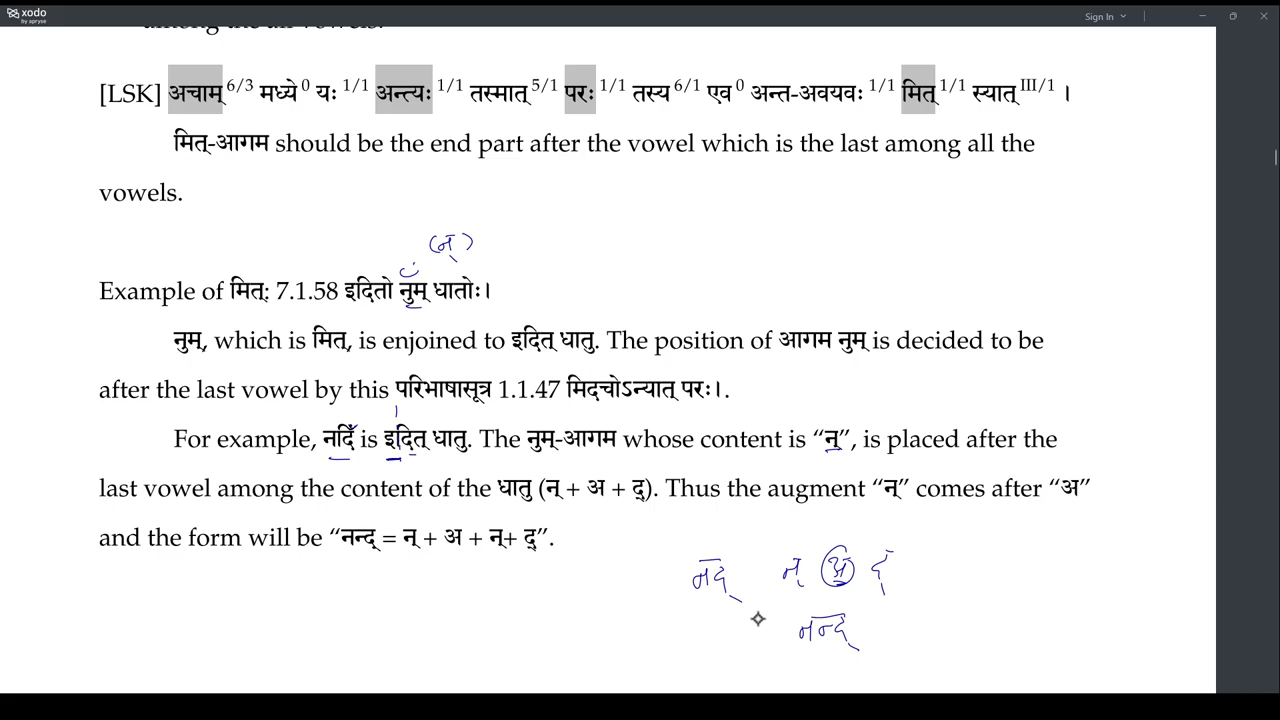 xodo
by apryse
Sign In
among the all vowels.
[LSK] अचाम् 6/3 मध्ये 0 यः 1/1 अन्त्यः 1/1 तस्मात् 5/1 परः 1/1 तस्य 6/1 एव 0 अन्त-अवयवः 1/1 मित् 1/1 स्यात् III/1 ।
मित्-आगम should be the end part after the vowel which is the last among all the
vowels.
(न्)
Example of मित्: 7.1.58 इदितो नुम् धातोः।
नुम्, which is मित्, is enjoined to इदित् धातु. The position of आगम नुम् is decided to be
after the last vowel by this परिभाषासूत्र 1.1.47 मिदचोऽन्यात् परः।.
For example, नदिँ is इदित् धातु. The नुम्-आगम whose content is “न्”, is placed after the
last vowel among the content of the धातु (न् + अ + द्). Thus the augment “न्” comes after “अ”
and the form will be “नन्द् = न् + अ + न्+ द्”.
नद् न् अ द्
नन्द्